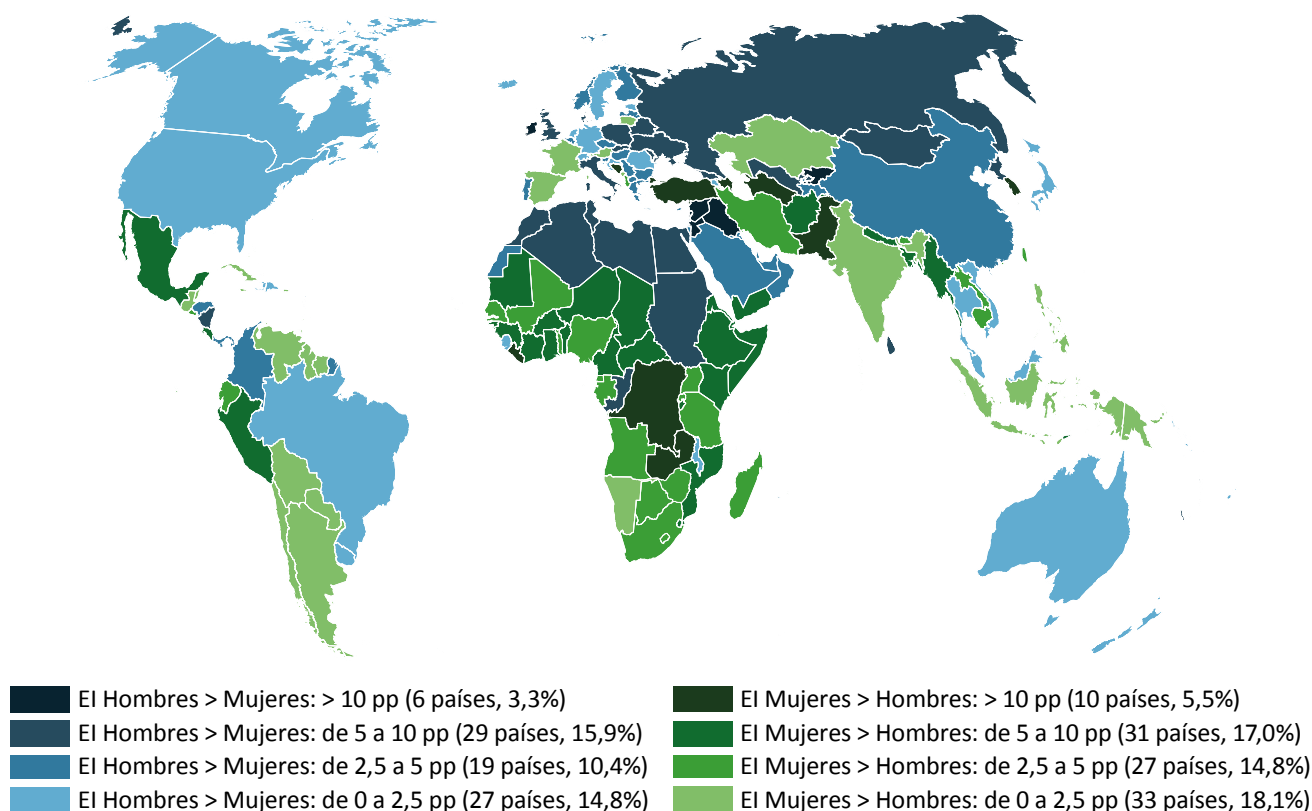 EI Hombres > Mujeres: > 10 pp (6 países, 3,3%)
EI Hombres > Mujeres: de 5 a 10 pp (29 países, 15,9%)
EI Hombres > Mujeres: de 2,5 a 5 pp (19 países, 10,4%)
EI Hombres > Mujeres: de 0 a 2,5 pp (27 países, 14,8%)
EI Mujeres > Hombres: > 10 pp (10 países, 5,5%)
EI Mujeres > Hombres: de 5 a 10 pp (31 países, 17,0%)
EI Mujeres > Hombres: de 2,5 a 5 pp (27 países, 14,8%)
EI Mujeres > Hombres: de 0 a 2,5 pp (33 países, 18,1%)